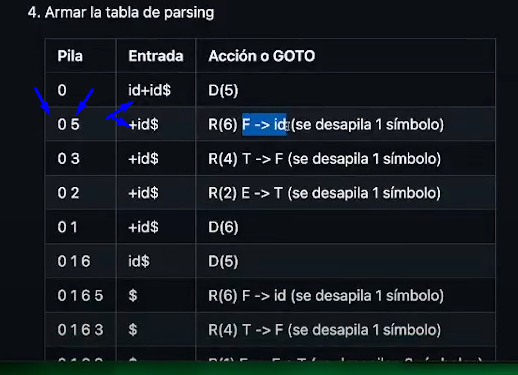 4. Armar la tabla de parsing
Pila Entrada Acción o GOTO
0 id+id$ D(5)
0 5 +id$ R(6) F -> id (se desapila 1 símbolo)
0 3 +id$ R(4) T -> F (se desapila 1 símbolo)
0 2 +id$ R(2) E -> T (se desapila 1 símbolo)
0 1 +id$ D(6)
0 1 6 id$ D(5)
0 1 6 5 $ R(6) F -> id (se desapila 1 símbolo)
0 1 6 3 $ R(4) T -> F (se desapila 1 símbolo)